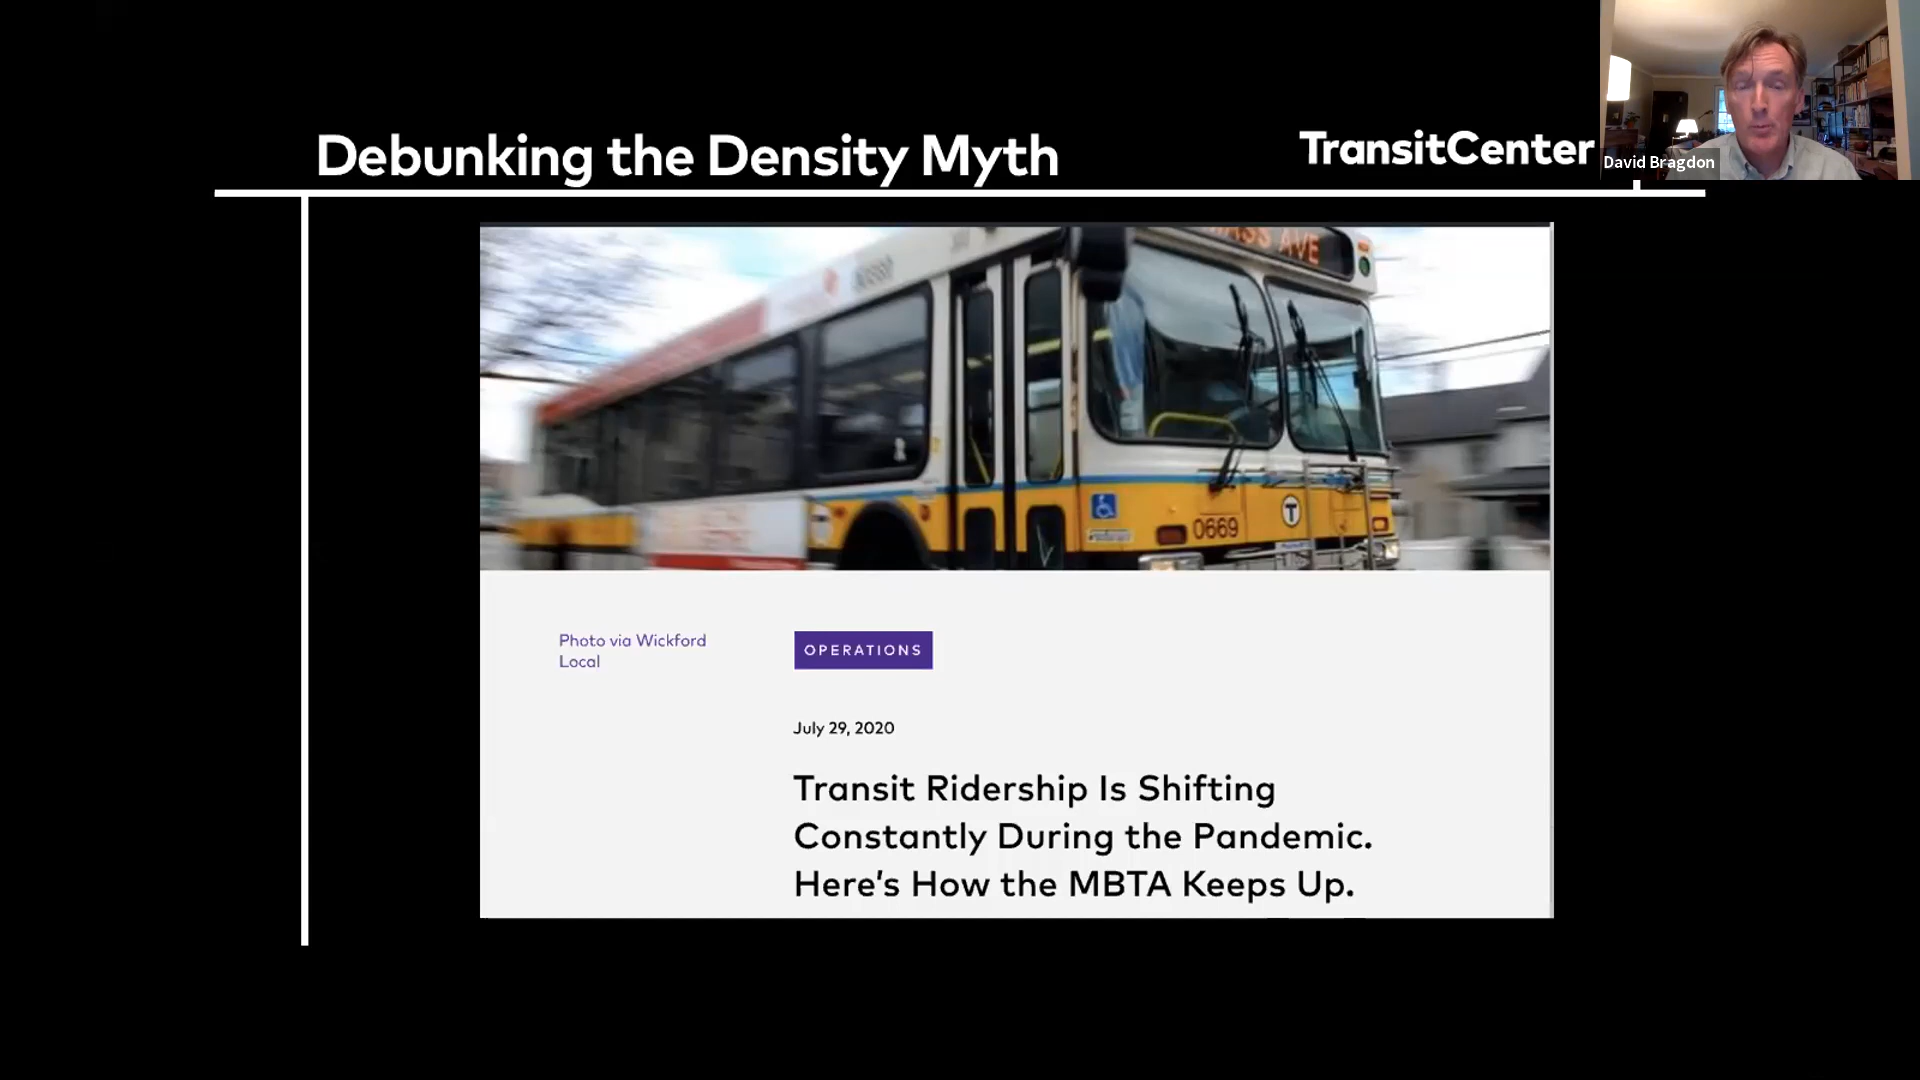 Debunking the Density Myth
TransitCenter
David Bragdon
MASS AVE
0669
T
Photo via Wickford
Local
OPERATIONS
July 29, 2020
Transit Ridership Is Shifting
Constantly During the Pandemic.
Here's How the MBTA Keeps Up.